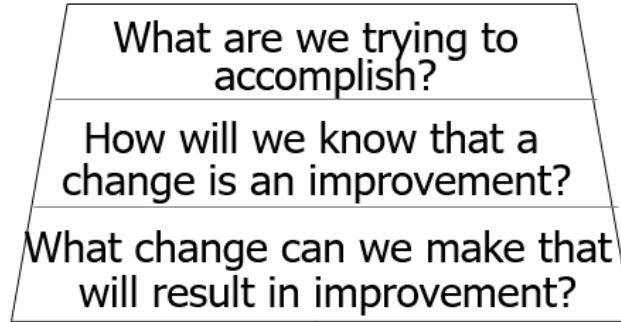 What are we trying to
accomplish?
How will we know that a
change is an improvement?
What change can we make that
will result in improvement?